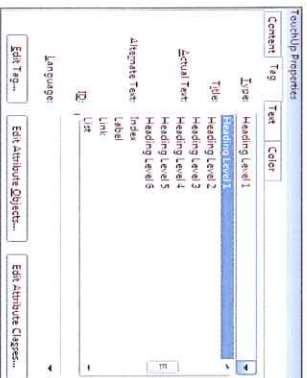 TouchUp Properties
Content Tag Text Color
Type: Heading Level 1
Heading Level 1
Title: Heading Level 2
Heading Level 3
Actual Text: Heading Level 4
Heading Level 5
Heading Level 6
Alternate Text: Index
Label
Link
ID: List
Language:
Edit Tag... Edit Attribute Objects... Edit Attribute Classes...